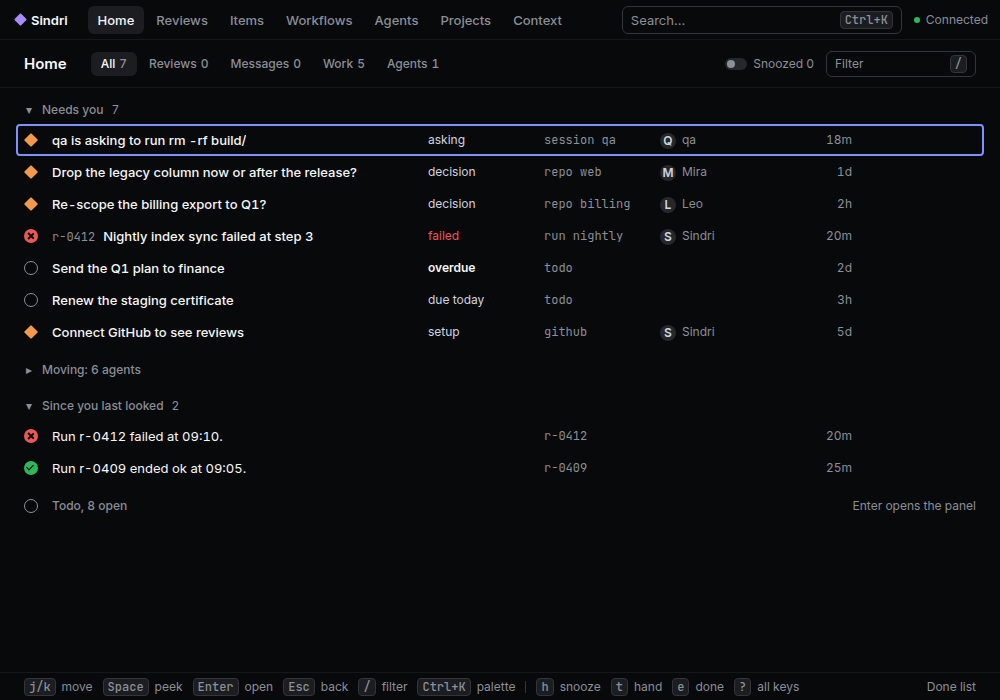 Sindri Home Reviews Items Workflows Agents Projects Context Search... Ctrl+K Connected
Home All 7 Reviews 0 Messages 0 Work 5 Agents 1 Snoozed 0 Filter /
Needs you 7
qa is asking to run rm -rf build/ asking session qa Q qa 18m
Drop the legacy column now or after the release? decision repo web M Mira 1d
Re-scope the billing export to Q1? decision repo billing L Leo 2h
r-0412 Nightly index sync failed at step 3 failed run nightly S Sindri 20m
Send the Q1 plan to finance overdue todo 2d
Renew the staging certificate due today todo 3h
Connect GitHub to see reviews setup github S Sindri 5d
Moving: 6 agents
Since you last looked 2
Run r-0412 failed at 09:10. r-0412 20m
Run r-0409 ended ok at 09:05. r-0409 25m
Todo, 8 open Enter opens the panel
j/k move Space peek Enter open Esc back / filter Ctrl+K palette h snooze t hand e done ? all keys Done list